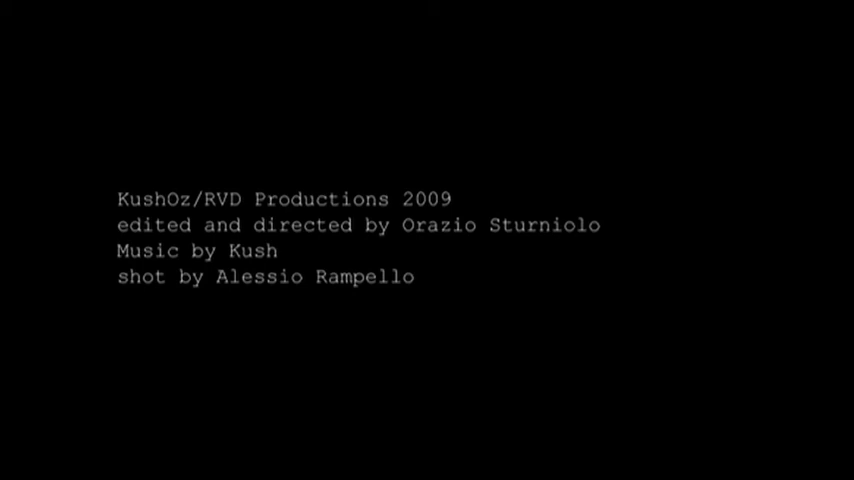 KushOz/RVD Productions 2009
edited and directed by Orazio Sturniolo
Music by Kush
shot by Alessio Rampello